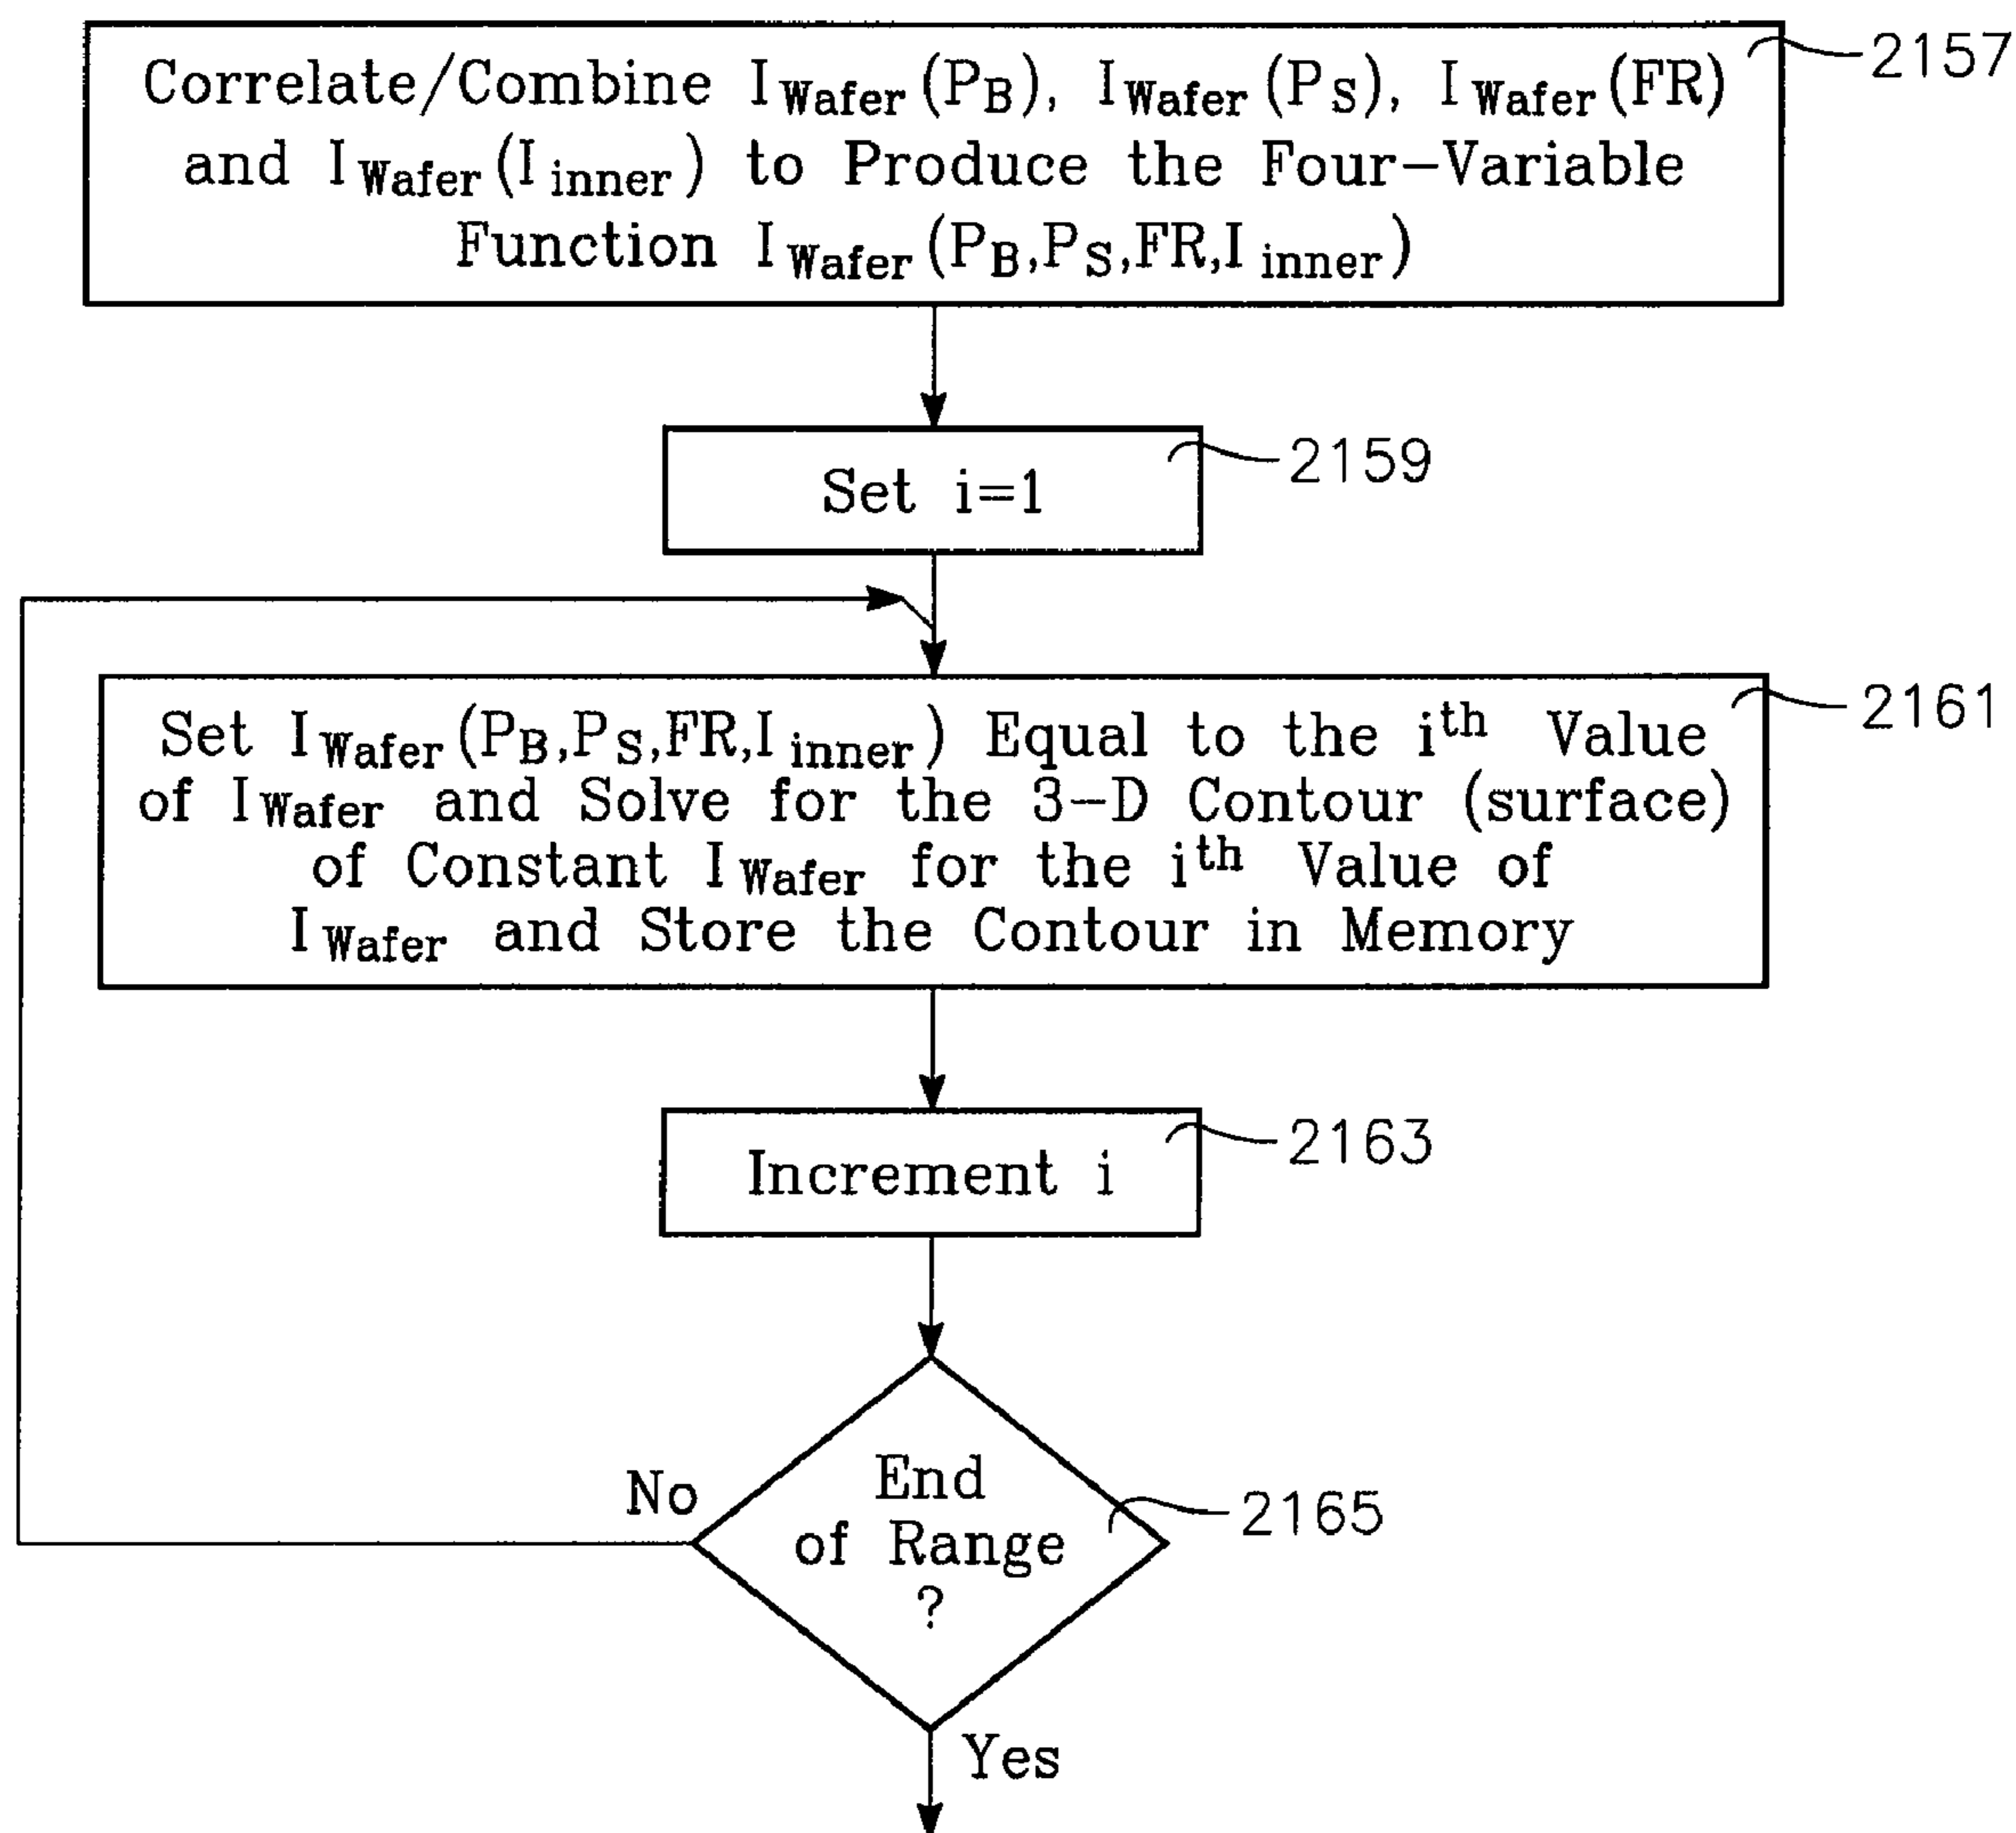 Correlate/Combine I Wafer (PB), I Wafer (PS), I Wafer (FR)
and I Wafer (I inner) to Produce the Four-Variable
Function I Wafer (PB,PS,FR,I inner)
2157
Set i=1
2159
Set I Wafer (PB,PS,FR,I inner) Equal to the ith Value
of I Wafer and Solve for the 3-D Contour (surface)
of Constant I Wafer for the ith Value of
I Wafer and Store the Contour in Memory
2161
Increment i
2163
End
of Range
?
2165
No
Yes